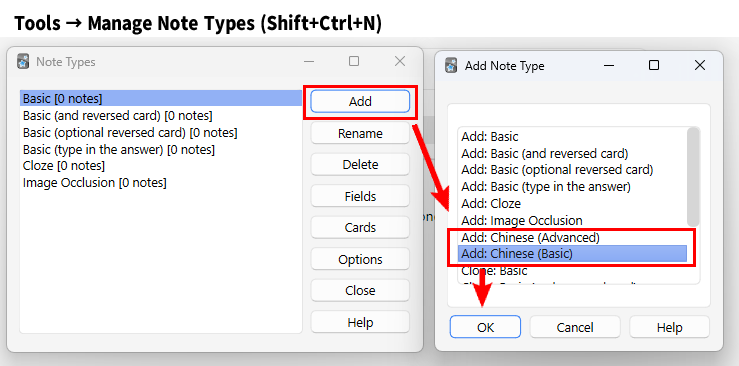 Tools → Manage Note Types (Shift+Ctrl+N)
Note Types
Basic [0 notes]
Basic (and reversed card) [0 notes]
Basic (optional reversed card) [0 notes]
Basic (type in the answer) [0 notes]
Cloze [0 notes]
Image Occlusion [0 notes]
Add
Rename
Delete
Fields
Cards
Options
Close
Help
Add Note Type
Add: Basic
Add: Basic (and reversed card)
Add: Basic (optional reversed card)
Add: Basic (type in the answer)
Add: Cloze
Add: Image Occlusion
Add: Chinese (Advanced)
Add: Chinese (Basic)
Clone: Basic
OK
Cancel
Help